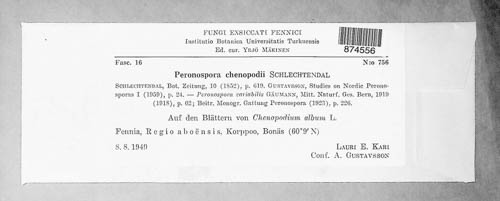 FUNGI EXSICCATI FENNICI
Instituto Botanica Universitatis Turkuensis
Ed. cur. YRJÖ MÄKINEN
874556
Fasc. 16
N:o 756
Peronospora chenopodii SCHLECHTENDAL
SCHLECHTENDAL, Bot. Zeitung, 10 (1852), p. 619. GUSTAVSSON, Studies on Nordic Perono-
sporas I (1959), p. 24. — Peronospora variabilis GÄUMANN, Mitt. Naturf. Ges. Bern, 1919
(1918), p. 62; Beitr. Monogr. Gattung Peronospora (1923), p. 226.
Auf den Blättern von Chenopodium album L.
Fennia, Regio aboënsis, Korppoo, Bonäs (60°9' N)
8. 8. 1949
LAURI E. KARI
Conf. A. GUSTAVSSON